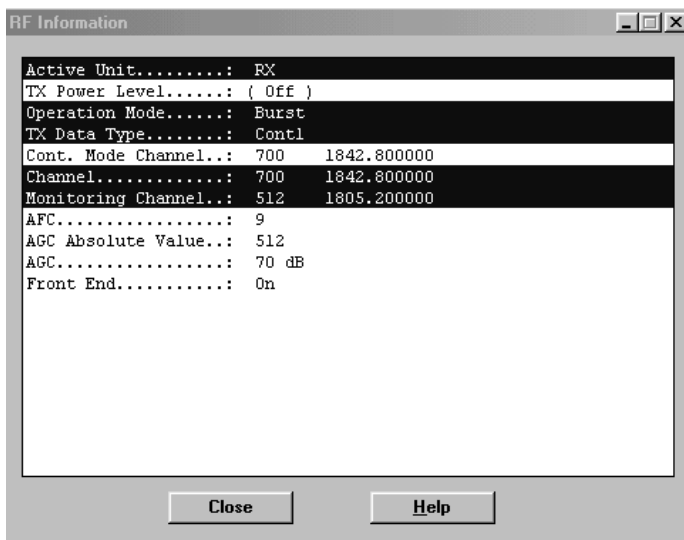 RF Information
Active Unit.........: RX
TX Power Level......: ( Off )
Operation Mode......: Burst
TX Data Type........: Cont1
Cont. Mode Channel..: 700 1842.800000
Channel.............: 700 1842.800000
Monitoring Channel..: 512 1805.200000
AFC.................: 9
AGC Absolute Value..: 512
AGC.................: 70 dB
Front End...........: On
Close Help